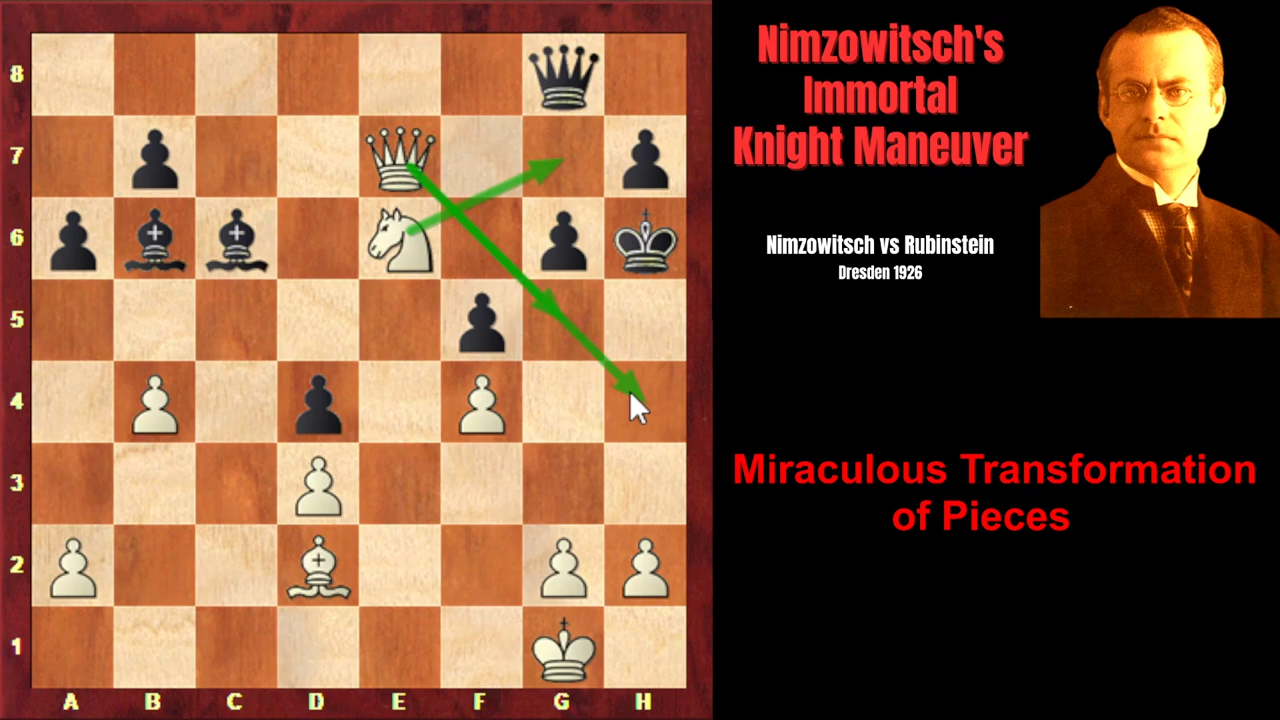 8
7
6
5
4
3
2
1
A B C D E F G H
Nimzowitsch's
Immortal
Knight Maneuver
Nimzowitsch vs Rubinstein
Dresden 1926
Miraculous Transformation
of Pieces